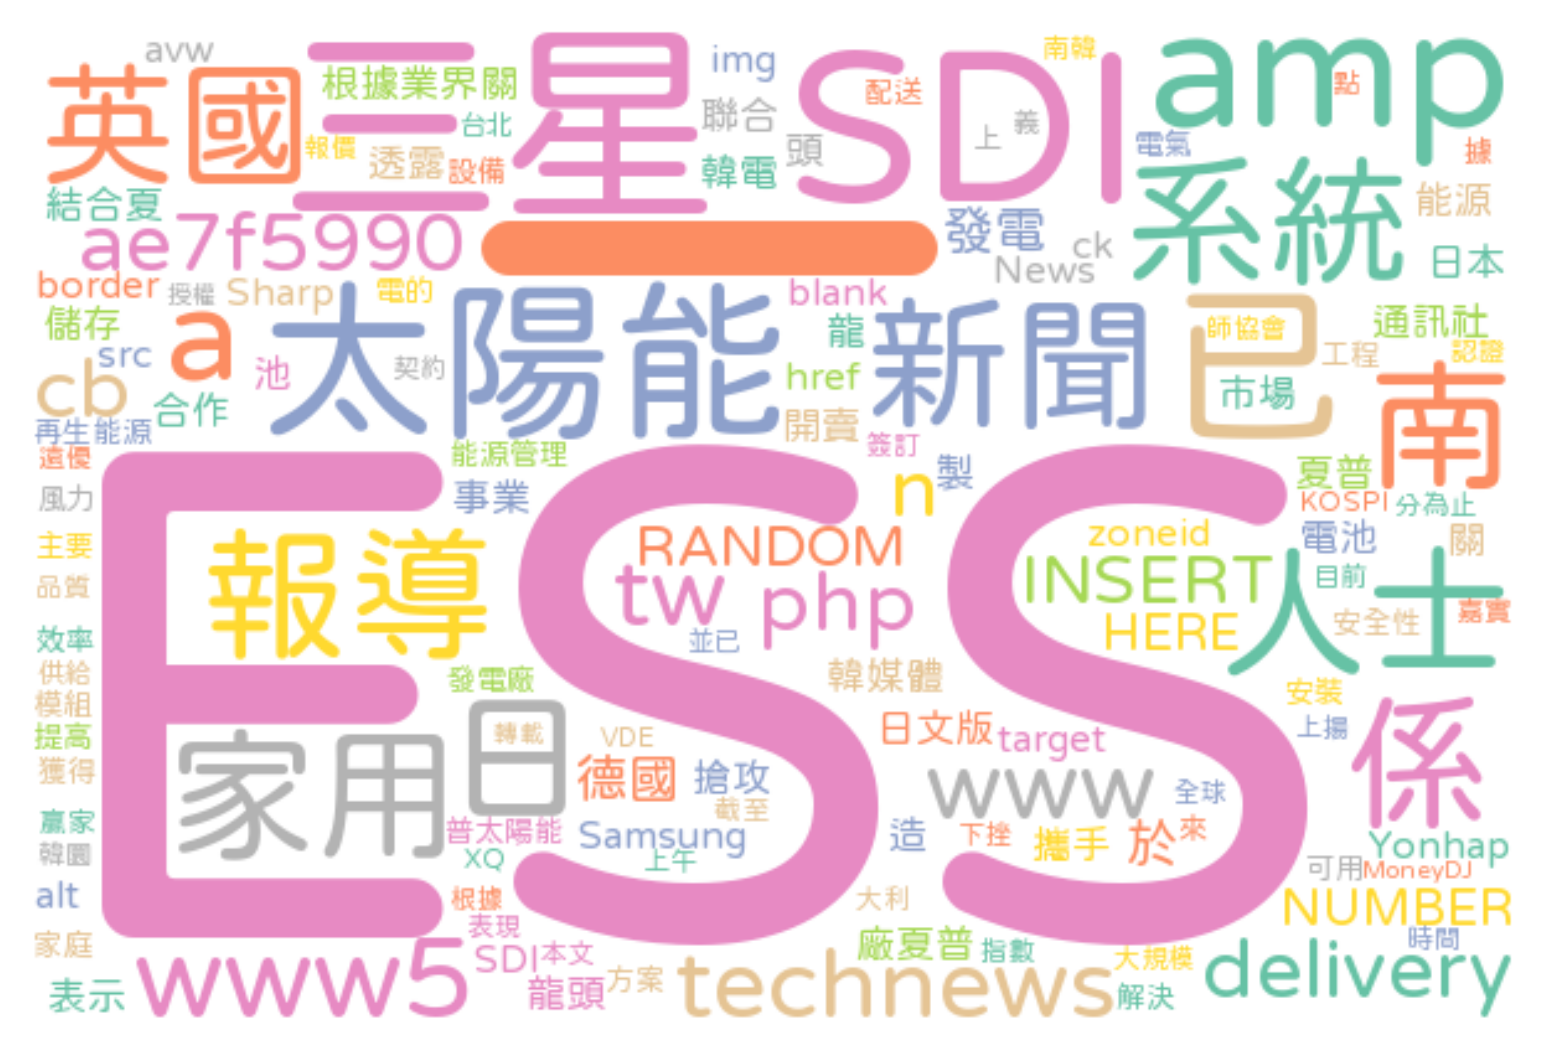 avw
英國
三星
SDI
amp
根據業界關
img
南韓
配送
點
聯合
台北
報價
透露
設備
韓電
頭
上
義
電氣
據
結合夏
ae7f5990
發電
ck
News
系統
能源
日本
border
授權
Sharp
電的
blank
儲存
a
太陽能
龍
新聞
已
師協會
通訊社
src
池
契約
href
工程
認證
cb
合作
市場
南
再生能源
開賣
遠優
能源管理
簽訂
ESS
風力
事業
n
製
夏普
KOSPI
分為止
主要
報導
RANDOM
zoneid
電池
關
品質
tw
php
INSERT
目前
人士
效率
並已
HERE
安全性
嘉實
供給
發電廠
韓媒體
安裝
模組
提高
家用
日
轉載
VDE
日文版
target
上揚
係
獲得
德國
搶攻
www
全球
贏家
普太陽能
Samsung
截至
造
下挫
攜手
於
來
韓圜
XQ
上午
Yonhap
可用
MoneyDJ
alt
根據
大利
NUMBER
家庭
表現
廠夏普
指數
大規模
時間
表示
www5
SDI
本文
龍頭
方案
technews
解決
delivery